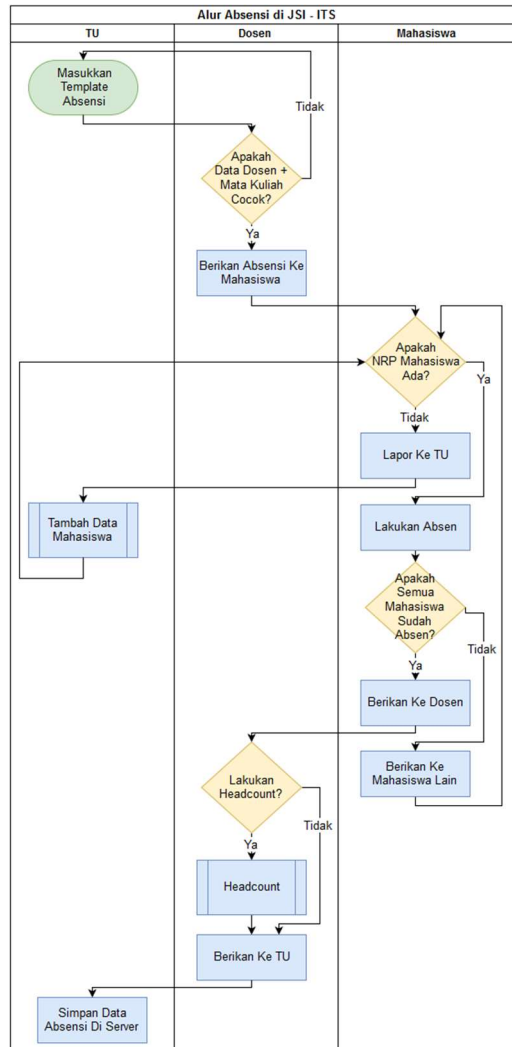 Alur Absensi di JSI - ITS
TU
Dosen
Mahasiswa
Masukkan
Template
Absensi
Tidak
Apakah
Data Dosen +
Mata Kuliah
Cocok?
Ya
Berikan Absensi Ke
Mahasiswa
Apakah
NRP Mahasiswa
Ada?
Ya
Tidak
Lapor Ke TU
Tambah Data
Mahasiswa
Lakukan Absen
Apakah
Semua
Mahasiswa
Sudah
Absen?
Tidak
Ya
Berikan Ke Dosen
Berikan Ke
Mahasiswa Lain
Lakukan
Headcount?
Tidak
Ya
Headcount
Berikan Ke TU
Simpan Data
Absensi Di Server